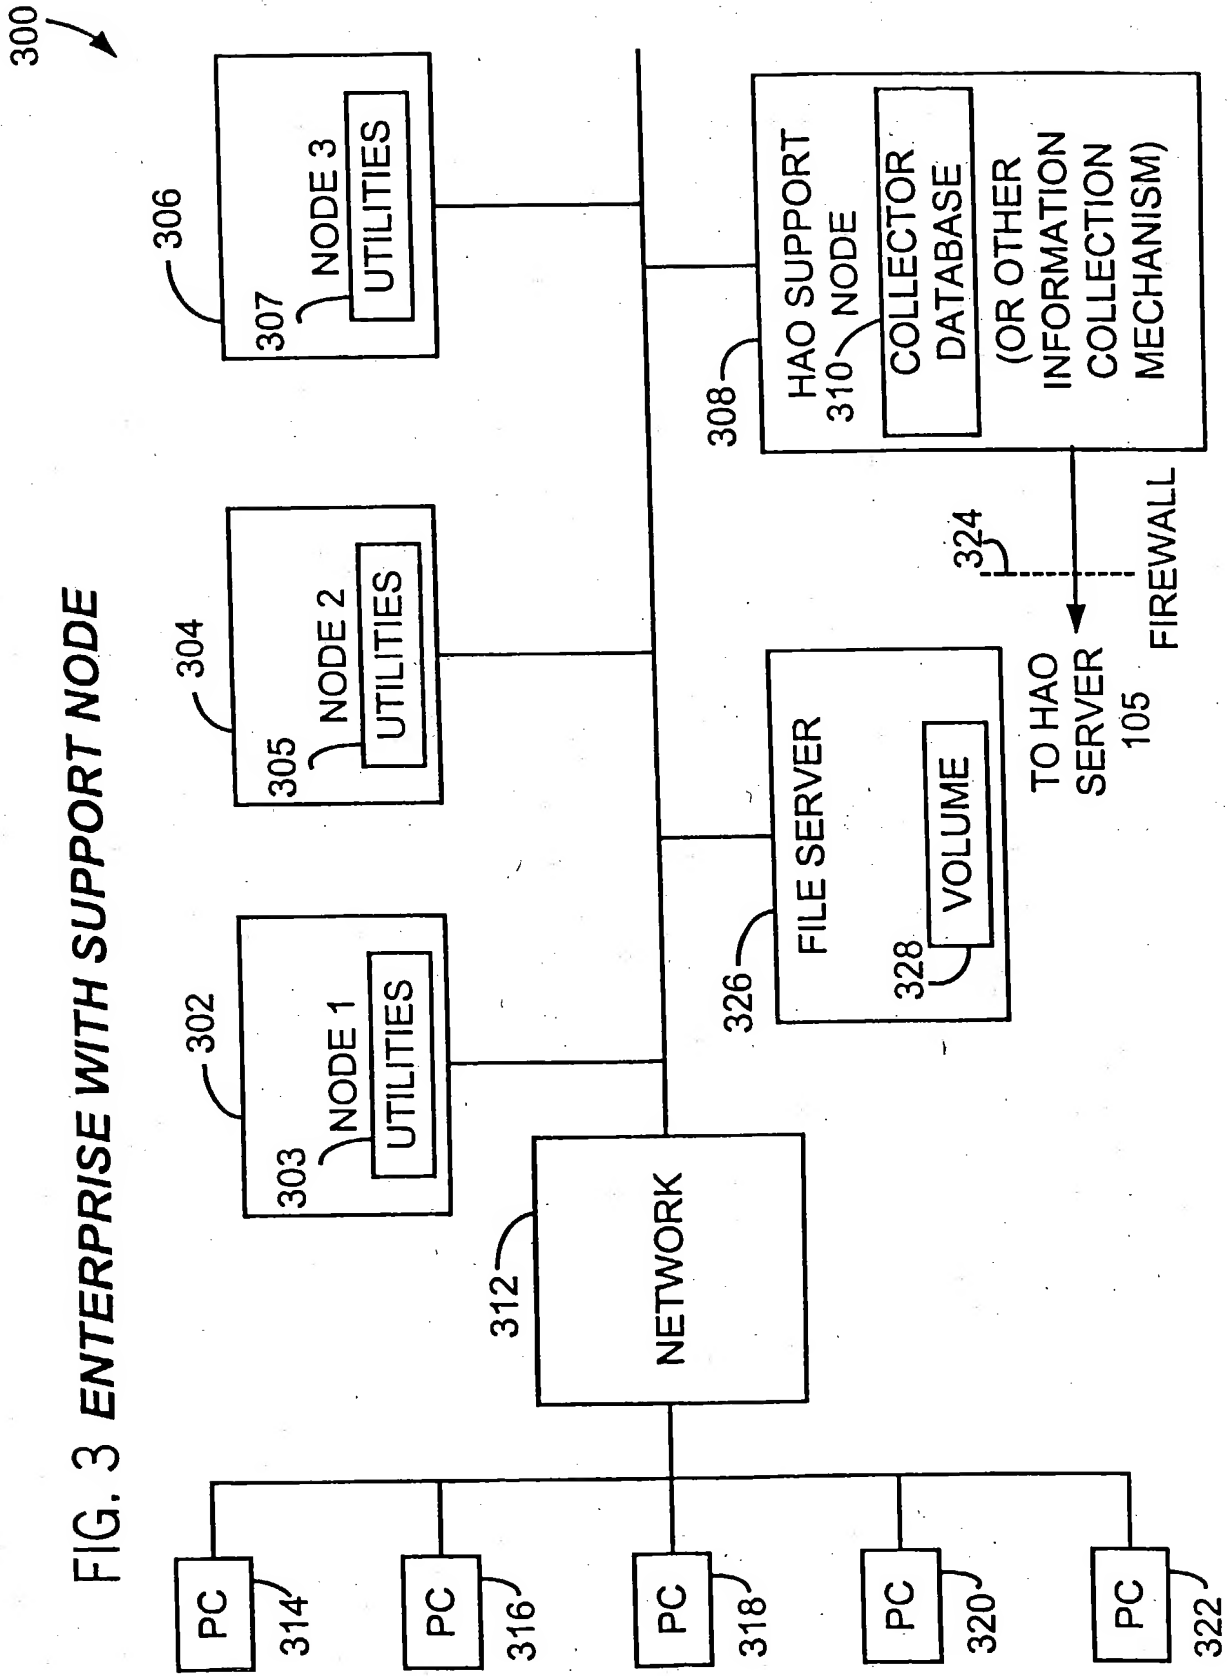 FIG. 3 ENTERPRISE WITH SUPPORT NODE
300
302
NODE 1
303
UTILITIES
304
NODE 2
305
UTILITIES
306
NODE 3
307
UTILITIES
PC
314
PC
316
PC
318
PC
320
PC
322
312
NETWORK
326
FILE SERVER
328
VOLUME
308
HAO SUPPORT
NODE
310
COLLECTOR
DATABASE
(OR OTHER
INFORMATION
COLLECTION
MECHANISM)
324
TO HAO
SERVER
105
FIREWALL